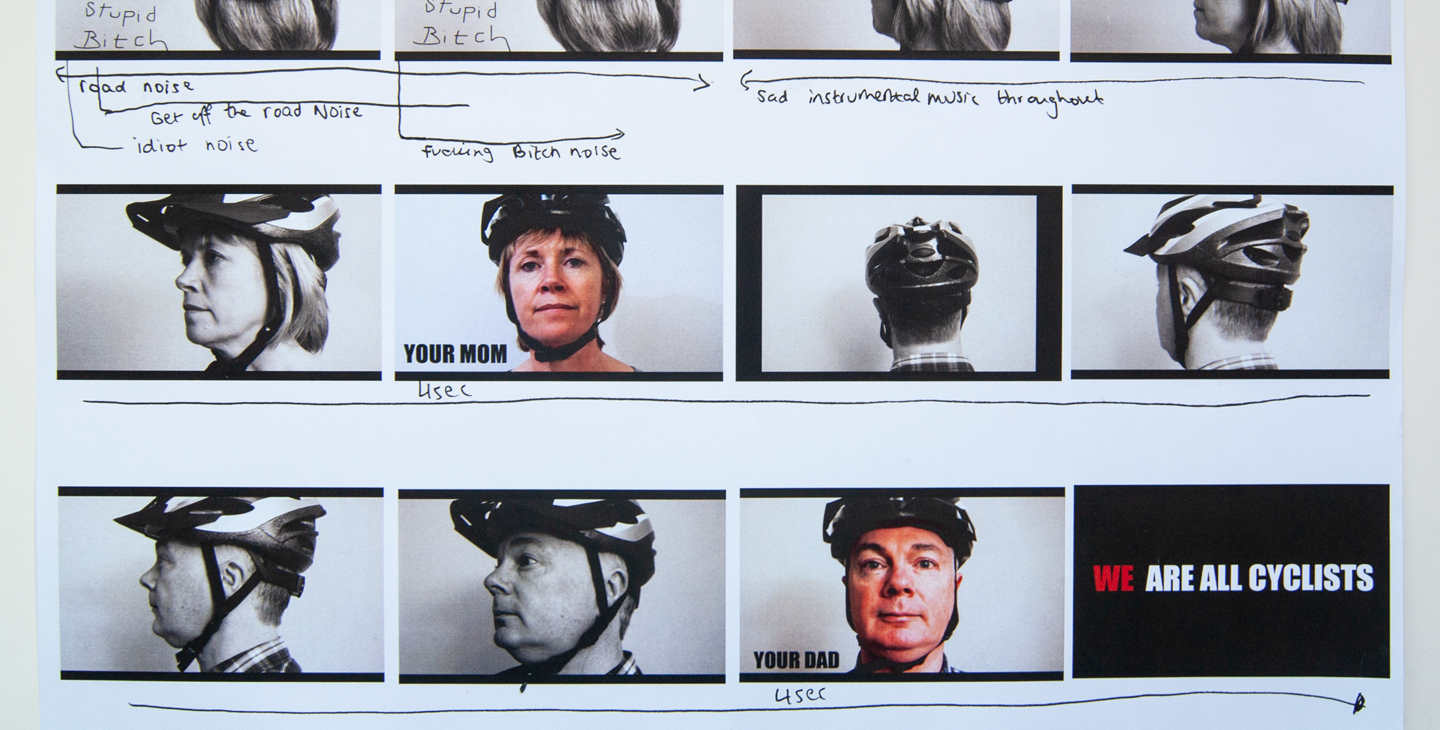 Stupid
Bitch
Stupid
Bitch
road noise
Get off the road Noise
idiot noise
fucking Bitch noise
Sad instrumental music throughout
YOUR MOM
4sec
YOUR DAD
WE ARE ALL CYCLISTS
4sec